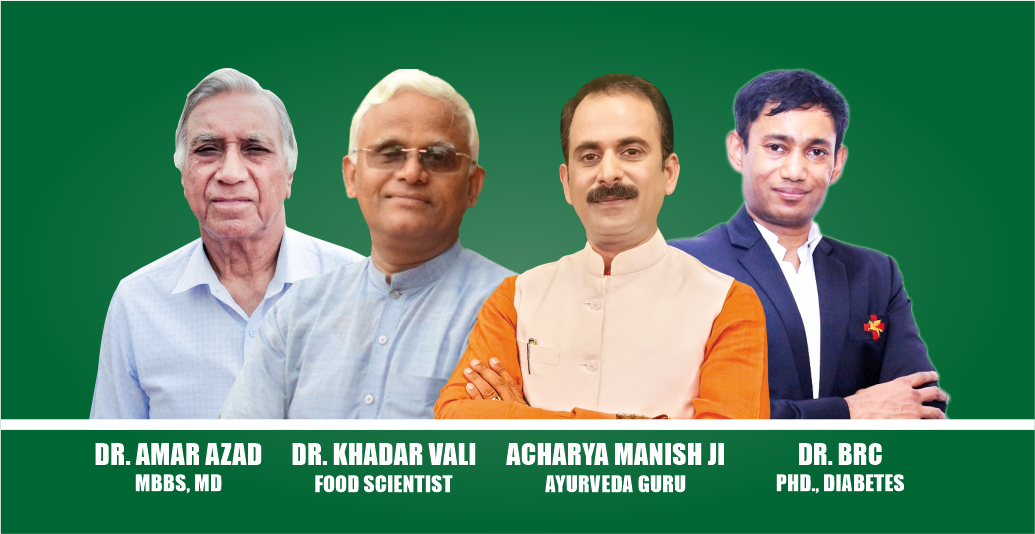 DR. AMAR AZAD
MBBS, MD
DR. KHADAR VALI
FOOD SCIENTIST
ACHARYA MANISH JI
AYURVEDA GURU
DR. BRC
PHD., DIABETES